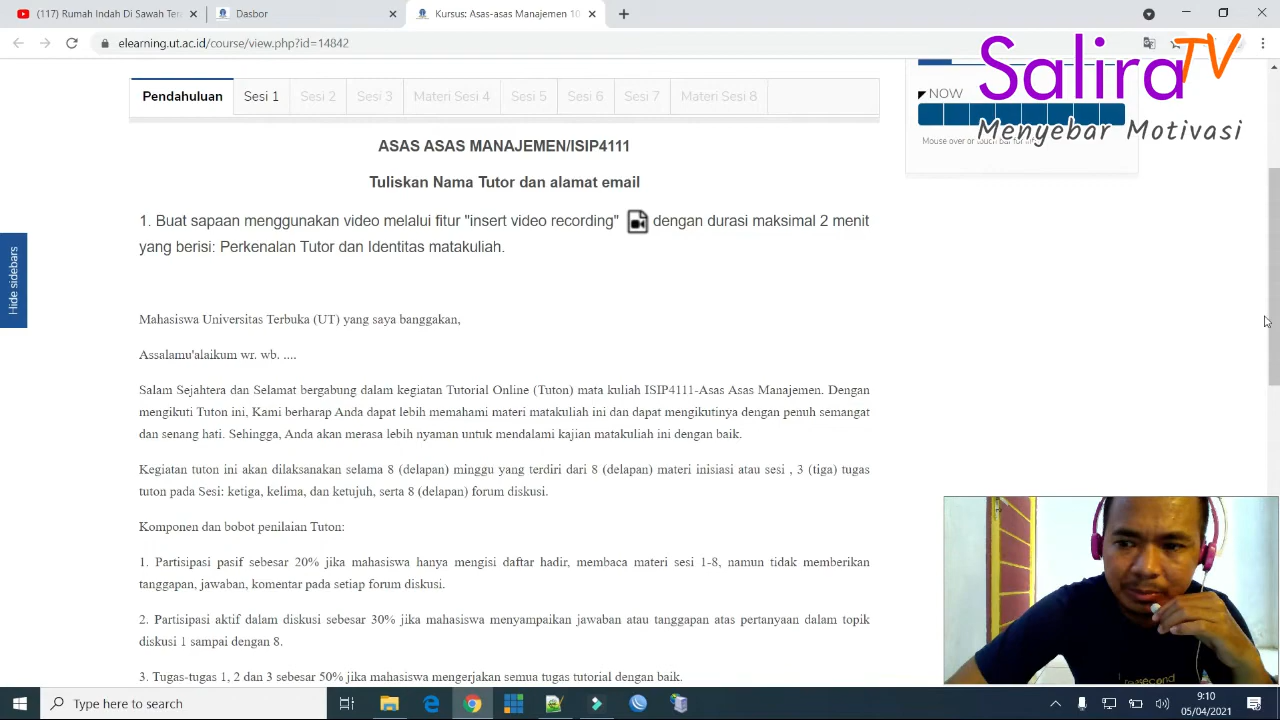 (117) Rumah Indah Di Sawah Ter
Dasbor
Kursus: Asas-asas Manajemen 10
elearning.ut.ac.id/course/view.php?id=14842
Salira TV
Menyebar Motivasi
Pendahuluan
Sesi 1
Sesi 2
Sesi 3
Materi Sesi 4
Sesi 5
Sesi 6
Sesi 7
Materi Sesi 8
NOW
Mouse over or touch bar for
Hide sidebars
ASAS ASAS MANAJEMEN/ISIP4111
Tuliskan Nama Tutor dan alamat email
1. Buat sapaan menggunakan video melalui fitur "insert video recording" dengan durasi maksimal 2 menit
yang berisi: Perkenalan Tutor dan Identitas matakuliah.
Mahasiswa Universitas Terbuka (UT) yang saya banggakan,
Assalamu'alaikum wr. wb. ....
Salam Sejahtera dan Selamat bergabung dalam kegiatan Tutorial Online (Tuton) mata kuliah ISIP4111-Asas Asas Manajemen. Dengan
mengikuti Tuton ini, Kami berharap Anda dapat lebih memahami materi matakuliah ini dan dapat mengikutinya dengan penuh semangat
dan senang hati. Sehingga, Anda akan merasa lebih nyaman untuk mendalami kajian matakuliah ini dengan baik.
Kegiatan tuton ini akan dilaksanakan selama 8 (delapan) minggu yang terdiri dari 8 (delapan) materi inisiasi atau sesi , 3 (tiga) tugas
tuton pada Sesi: ketiga, kelima, dan ketujuh, serta 8 (delapan) forum diskusi.
Komponen dan bobot penilaian Tuton:
1. Partisipasi pasif sebesar 20% jika mahasiswa hanya mengisi daftar hadir, membaca materi sesi 1-8, namun tidak memberikan
tanggapan, jawaban, komentar pada setiap forum diskusi.
2. Partisipasi aktif dalam diskusi sebesar 30% jika mahasiswa menyampaikan jawaban atau tanggapan atas pertanyaan dalam topik
diskusi 1 sampai dengan 8.
3. Tugas-tugas 1, 2 dan 3 sebesar 50% jika mahasiswa mengerjakan semua tugas tutorial dengan baik.
Type here to search
9:10
05/04/2021